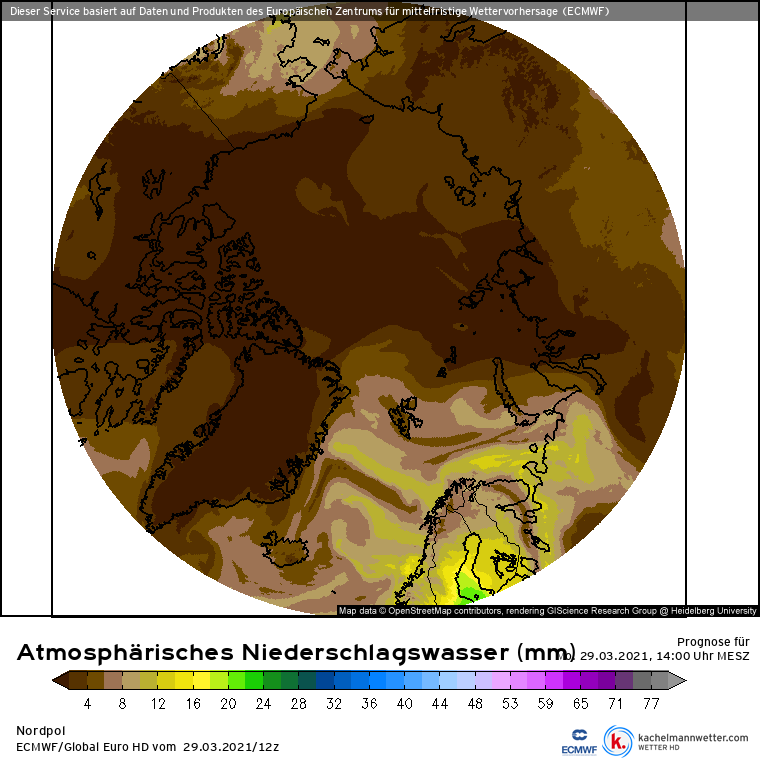 Dieser Service basiert auf Daten und Produkten des Europäischen Zentrums für mittelfristige Wettervorhersage (ECMWF)
Map data © OpenStreetMap contributors, rendering GIScience Research Group @ Heidelberg University
Atmosphärisches Niederschlagswasser (mm)
Prognose für
29.03.2021, 14:00 Uhr MESZ
4 8 12 16 20 24 28 32 36 40 44 48 53 59 65 71 77
Nordpol
ECMWF/Global Euro HD vom 29.03.2021/12z
ECMWF
k.
kachelmannwetter.com
WETTER HD